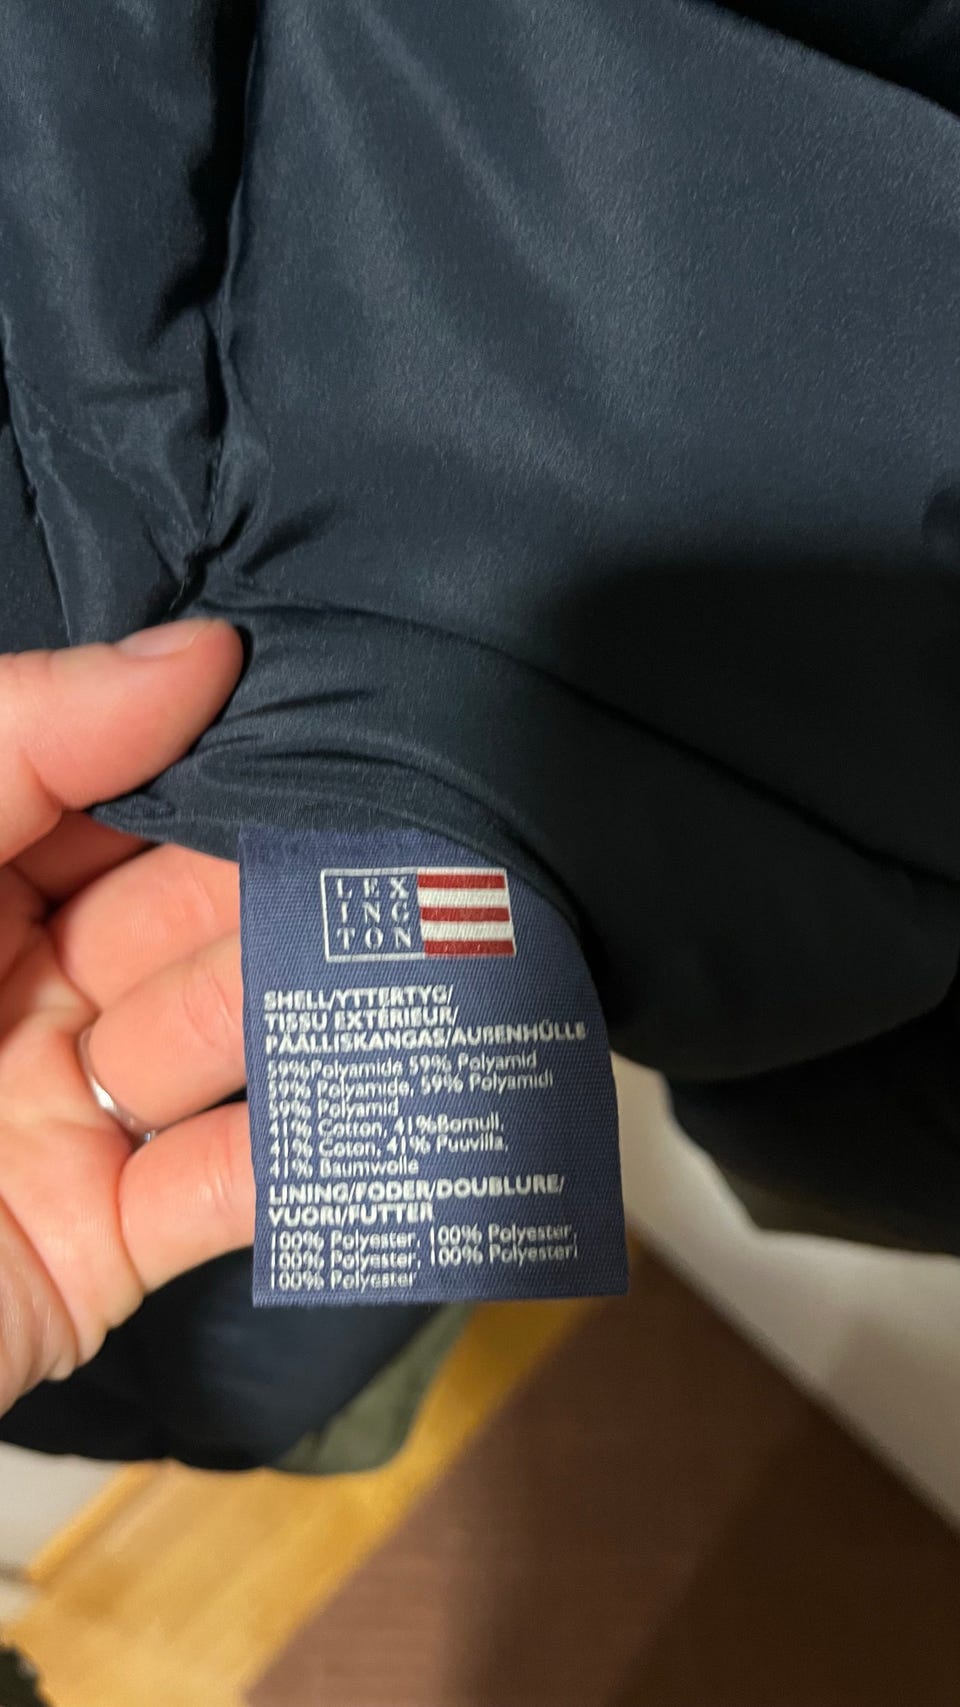 LEX
ING
TON
SHELL/YTTERTYG/
TISSU EXTÉRIEUR/
PÄÄLLISKANGAS/AUßENHÜLLE
59%Polyamide 59% Polyamid
59% Polyamide, 59% Polyamidi
59% Polyamid
41% Cotton, 41%Bomull,
41% Coton, 41% Puuvilla,
41% Baumwolle
LINING/FODER/DOUBLURE/
VUORI/FUTTER
100% Polyester, 100% Polyester,
100% Polyester, 100% Polyesteri
100% Polyester